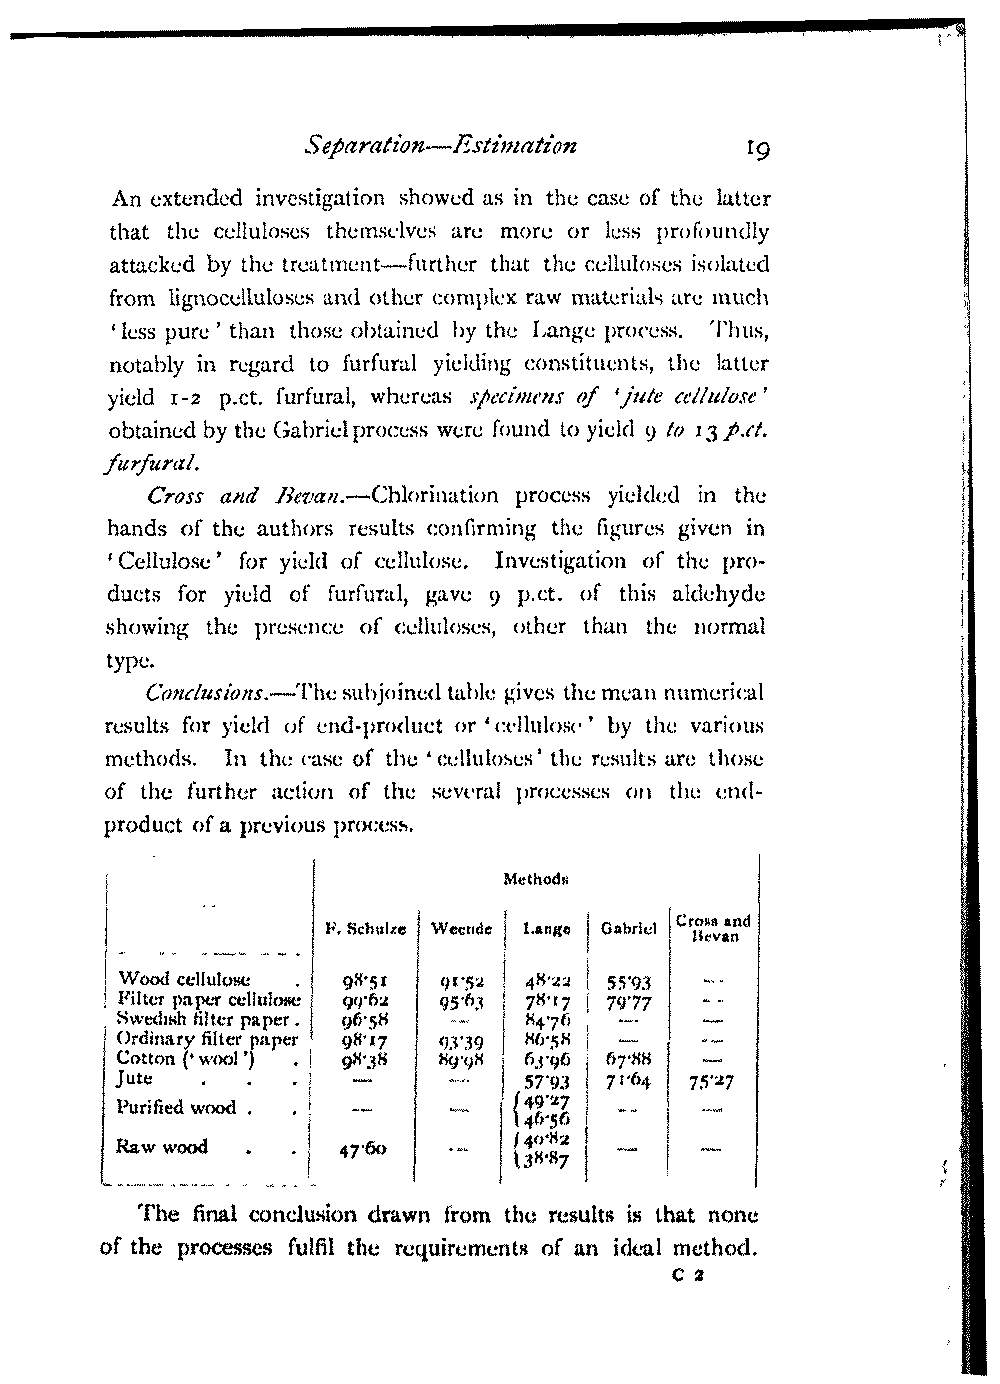 Separation—Estimation 19
An extended investigation showed as in the case of the latter
that the celluloses themselves are more or less profoundly
attacked by the treatment—further that the celluloses isolated
from lignocelluloses and other complex raw materials are much
‘less pure’ than those obtained by the Lange process. Thus,
notably in regard to furfural yielding constituents, the latter
yield 1-2 p.ct. furfural, whereas specimens of ‘jute cellulose’
obtained by the Gabriel process were found to yield 9 to 13 p.ct.
furfural.
Cross and Bevan.—Chlorination process yielded in the
hands of the authors results confirming the figures given in
‘Cellulose’ for yield of cellulose. Investigation of the pro-
ducts for yield of furfural, gave 9 p.ct. of this aldehyde
showing the presence of celluloses, other than the normal
type.
Conclusions.—The subjoined table gives the mean numerical
results for yield of end-product or ‘cellulose’ by the various
methods. In the case of the ‘celluloses’ the results are those
of the further action of the several processes on the end-
product of a previous process.
Methods
F. Schulze Weende Lange Gabriel Cross and
Bevan
Wood cellulose . 98·51 91·52 48·22 55·93 —
Filter paper cellulose 99·62 95·63 78·17 79·77 —
Swedish filter paper . 96·58 — 84·76 — —
Ordinary filter paper 98·17 93·39 86·58 — —
Cotton (‘wool’) . 98·38 89·98 63·96 67·88 —
Jute . . . — — 57·93 71·64 75·27
Purified wood . . — — {49·27 — —
46·56
Raw wood . . 47·60 — {40·82 — —
38·87
The final conclusion drawn from the results is that none
of the processes fulfil the requirements of an ideal method.
C 2